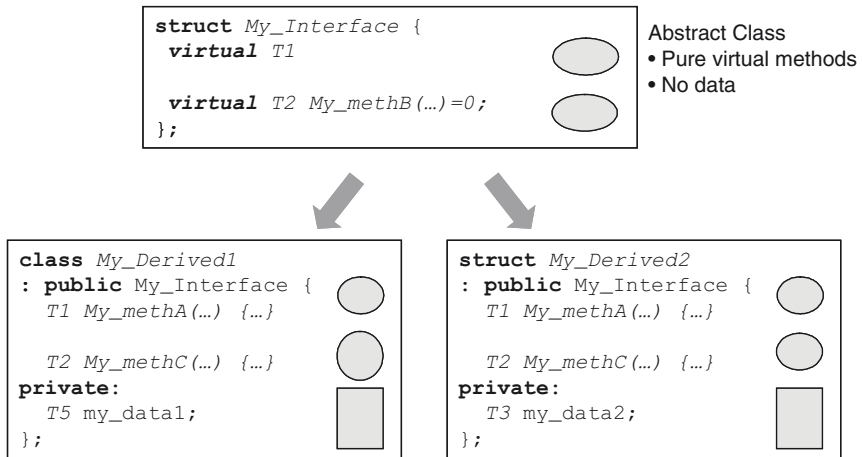 struct My_Interface {
virtual T1
virtual T2 My_methB(…)=0;
};
Abstract Class
• Pure virtual methods
• No data
class My_Derived1
: public My_Interface {
T1 My_methA(…) {…}
T2 My_methC(…) {…}
private:
T5 my_data1;
};
struct My_Derived2
: public My_Interface {
T1 My_methA(…) {…}
T2 My_methC(…) {…}
private:
T3 my_data2;
};